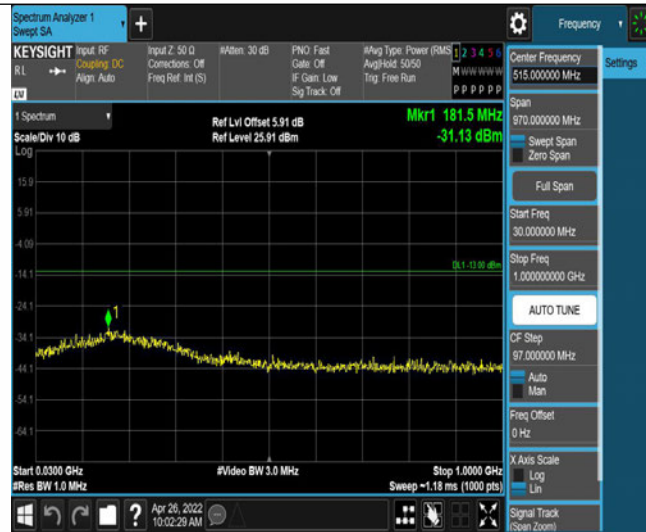 Spectrum Analyzer 1
Swept SA
Frequency
KEYSIGHT
Input: RF
Input Z: 50 Ω
#Atten: 30 dB
PNO: Fast
#Avg Type: Power (RMS
1 2 3 4 5 6
RL
Coupling: DC
Corrections: Off
Gate: Off
Avg|Hold: 50/50
M W W W W W
Align: Auto
Freq Ref: Int (S)
IF Gain: Low
Trig: Free Run
Sig Track: Off
P P P P P P
LXI
1 Spectrum
Ref Lvl Offset 5.91 dB
Mkr1 181.5 MHz
Scale/Div 10 dB
Ref Level 25.91 dBm
-31.13 dBm
Log
15.9
5.91
-4.09
DL1 -13.00 dBm
-14.1
-24.1
1
-34.1
-44.1
-54.1
-64.1
Start 0.0300 GHz
#Video BW 3.0 MHz
Stop 1.0000 GHz
#Res BW 1.0 MHz
Sweep ~1.18 ms (1000 pts)
Apr 26, 2022
10:02:29 AM
Center Frequency
515.000000 MHz
Settings
Span
970.000000 MHz
Swept Span
Zero Span
Full Span
Start Freq
30.000000 MHz
Stop Freq
1.000000000 GHz
AUTO TUNE
CF Step
97.000000 MHz
Auto
Man
Freq Offset
0 Hz
X Axis Scale
Log
Lin
Signal Track
(Span Zoom)